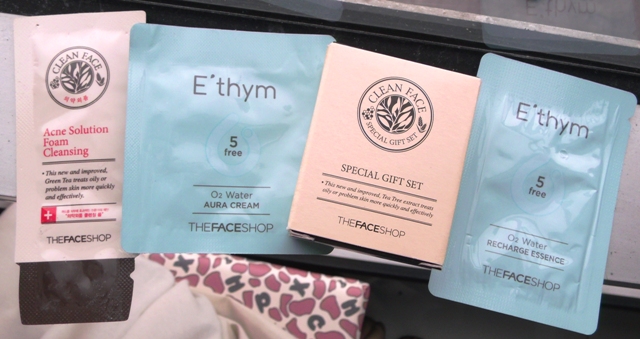 CLEAN FACE
Acne Solution
Foam
Cleansing
• This new and improved,
Green Tea treats oily or
problem skin more quickly
and effectively.
THEFACESHOP
E'thym
5
free
O2 Water
AURA CREAM
THEFACESHOP
CLEAN FACE
SPECIAL GIFT SET
SPECIAL GIFT SET
• This new and improved, Tea Tree extract treats
oily or problem skin more quickly and effectively
THEFACESHOP
E'thym
5
free
O2 Water
RECHARGE ESSENCE
THEFACESHOP